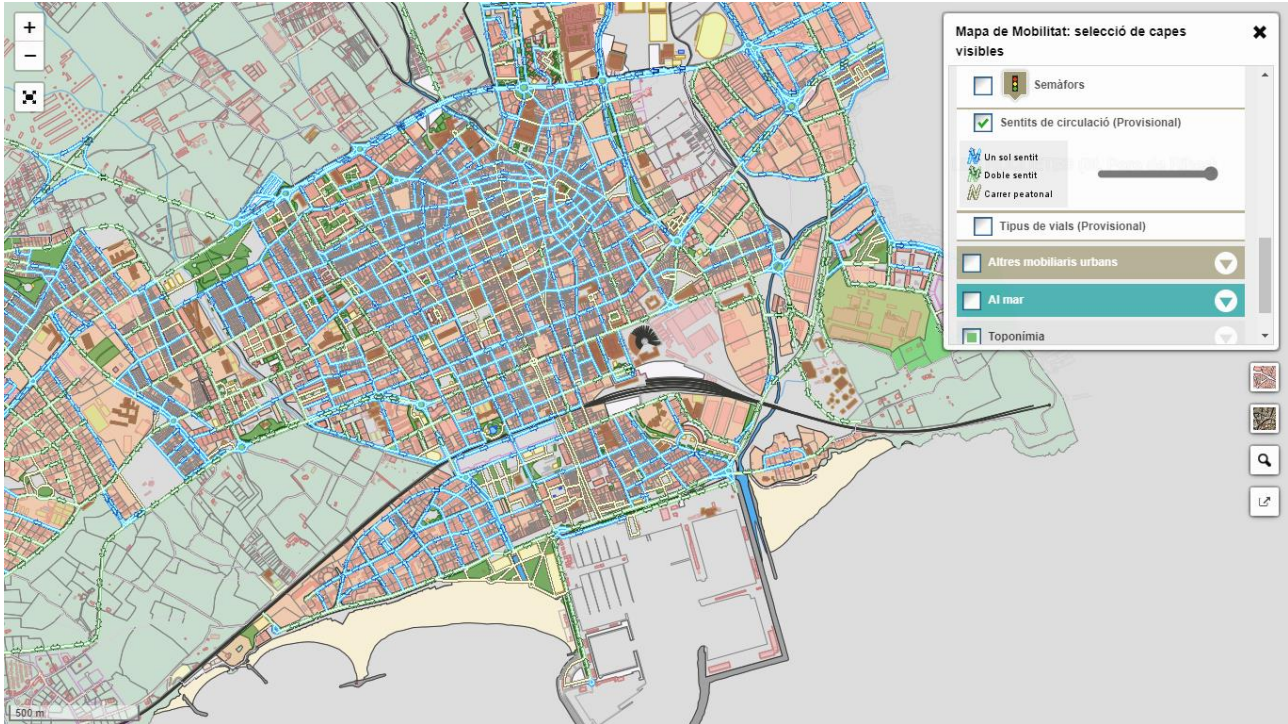 +
−
Mapa de Mobilitat: selecció de capes
visibles
Semàfors
Sentits de circulació (Provisional)
Un sol sentit
Doble sentit
Carrer peatonal
Tipus de vials (Provisional)
Altres mobiliaris urbans
Al mar
Toponímia
500 m